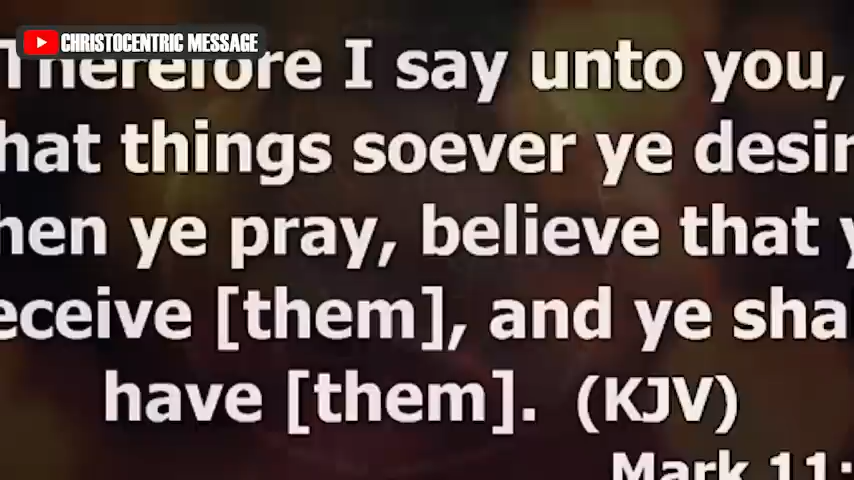 CHRISTOCENTRIC MESSAGE
Therefore I say unto you,
hat things soever ye desir
hen ye pray, believe that y
eceive [them], and ye sha
have [them]. (KJV)
Mark 11: